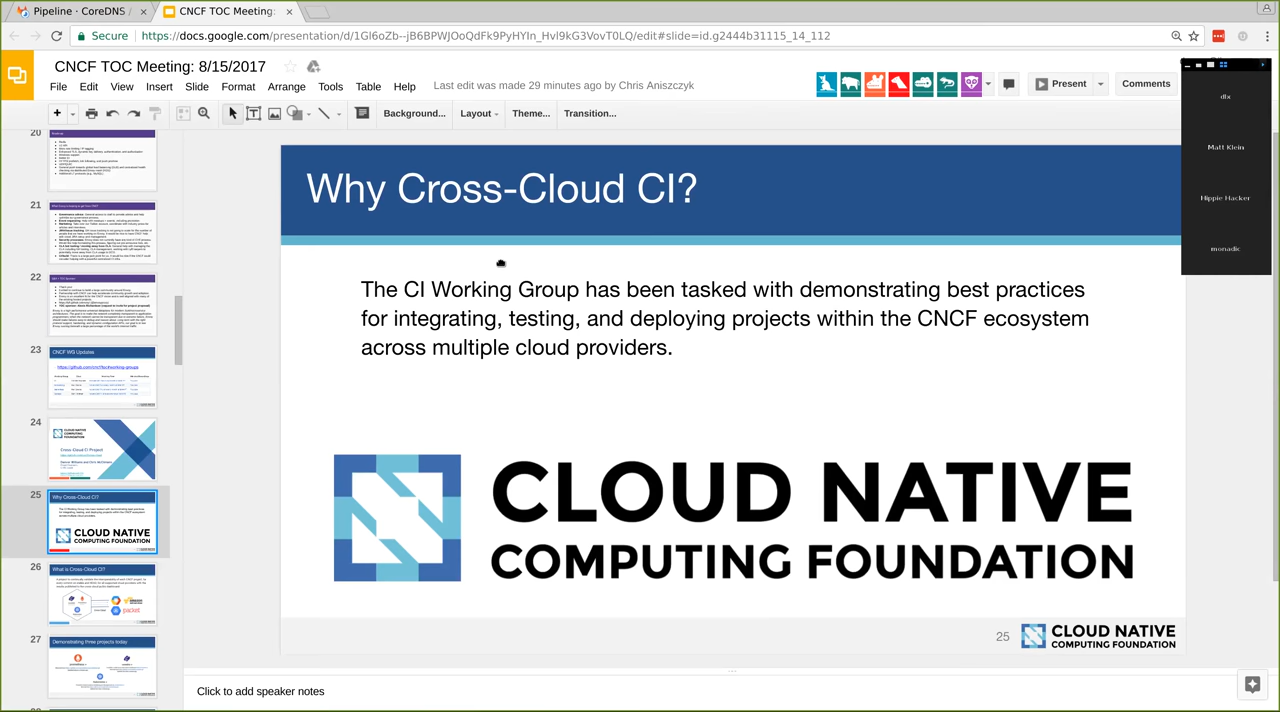 Pipeline - CoreDNS /
CNCF TOC Meeting:
Secure
https://docs.google.com/presentation/d/1Gl6oZb--jB6BPWJOoQdFk9PyHYIn_Hvl9kG3VovT0LQ/edit#slide=id.g2444b31115_14_112
CNCF TOC Meeting: 8/15/2017
File Edit View Insert Slide Format Arrange Tools Table Help
Last edit was made 29 minutes ago by Chris Aniszczyk
Present
Comments
Background...
Layout
Theme...
Transition...
dlx
Matt Klein
Hippie Hacker
monadic
20
21
22
23
CNCF WG Updates
24
CLOUD NATIVE
COMPUTING FOUNDATION
Cross-Cloud CI Project
25
Why Cross-Cloud CI?
CLOUD NATIVE
COMPUTING FOUNDATION
26
What is Cross-Cloud CI?
27
Demonstrating three projects today
Why Cross-Cloud CI?
The CI Working Group has been tasked with demonstrating best practices
for integrating, testing, and deploying projects within the CNCF ecosystem
across multiple cloud providers.
CLOUD NATIVE
COMPUTING FOUNDATION
25
CLOUD NATIVE
COMPUTING FOUNDATION
Click to add speaker notes